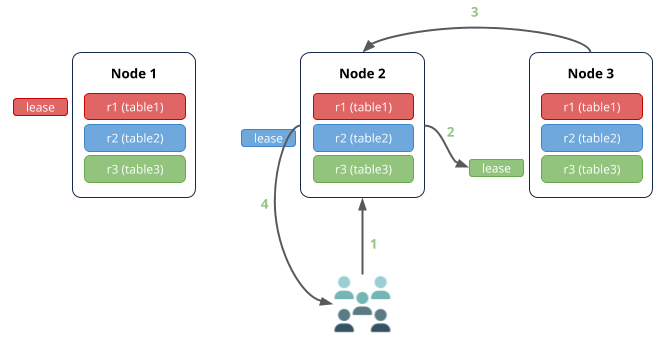 3
Node 1
Node 2
Node 3
lease
r1 (table1)
r1 (table1)
r1 (table1)
lease
r2 (table2)
r2 (table2)
2
r2 (table2)
r3 (table3)
r3 (table3)
lease
r3 (table3)
4
1